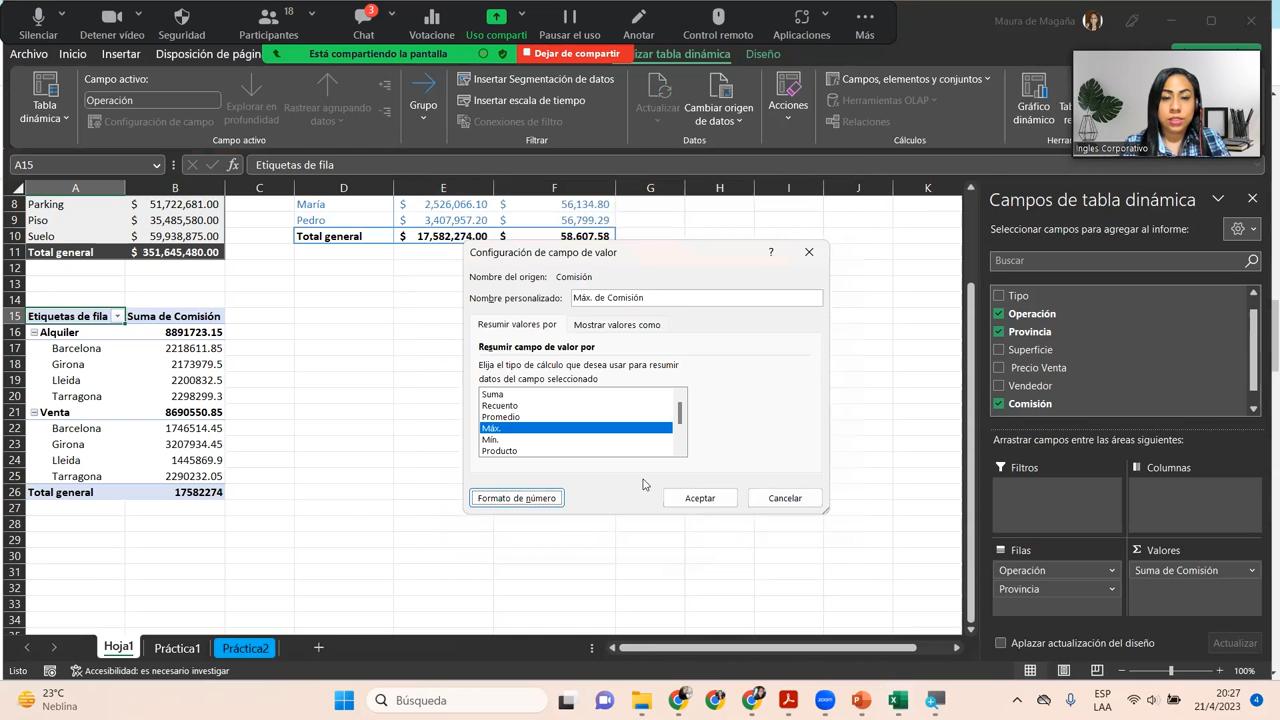 Silenciar
Detener vídeo
Seguridad
18
Participantes
3
Chat
Votacione
Uso comparti
Pausar el uso
Anotar
Control remoto
Aplicaciones
Más
Maura de Magaña
Archivo
Inicio
Insertar
Disposición de págin
Está compartiendo la pantalla
Dejar de compartir
izar tabla dinámica
Diseño
Tabla
dinámica
Campo activo:
Operación
Configuración de campo
Explorar en
profundidad
Rastrear agrupando
datos
Campo activo
Grupo
Insertar Segmentación de datos
Insertar escala de tiempo
Conexiones de filtro
Filtrar
Actualizar
Cambiar origen
de datos
Datos
Acciones
Campos, elementos y conjuntos
Herramientas OLAP
Relaciones
Cálculos
Gráfico
dinámico
Ingles Corporativo
A15
fx
Etiquetas de fila
A B C D E F G H I J K
8 Parking $ 51,722,681.00 María $ 2,526,066.10 $ 56,134.80
9 Piso $ 35,485,580.00 Pedro $ 3,407,957.20 $ 56,799.29
10 Suelo $ 59,938,875.00 Total general $ 17,582,274.00 $ 58.607.58
11 Total general $ 351,645,480.00
12
13
14
15 Etiquetas de fila Suma de Comisión
16 Alquiler 8891723.15
17 Barcelona 2218611.85
18 Girona 2173979.5
19 Lleida 2200832.5
20 Tarragona 2298299.3
21 Venta 8690550.85
22 Barcelona 1746514.45
23 Girona 3207934.45
24 Lleida 1445869.9
25 Tarragona 2290232.05
26 Total general 17582274
27
28
29
30
31
32
33
34
Configuración de campo de valor
?
Nombre del origen: Comisión
Nombre personalizado: Máx. de Comisión
Resumir valores por
Mostrar valores como
Resumir campo de valor por
Elija el tipo de cálculo que desea usar para resumir
datos del campo seleccionado
Suma
Recuento
Promedio
Máx.
Mín.
Producto
Formato de número
Aceptar
Cancelar
Campos de tabla dinámica
Seleccionar campos para agregar al informe:
Buscar
Tipo
Operación
Provincia
Superficie
Precio Venta
Vendedor
Comisión
Arrastrar campos entre las áreas siguientes:
Filtros
Columnas
Filas
Operación
Provincia
Σ Valores
Suma de Comisión
Aplazar actualización del diseño
Actualizar
Hoja1
Práctica1
Práctica2
Listo
Accesibilidad: es necesario investigar
100%
23°C
Neblina
Búsqueda
ESP
LAA
20:27
21/4/2023
4